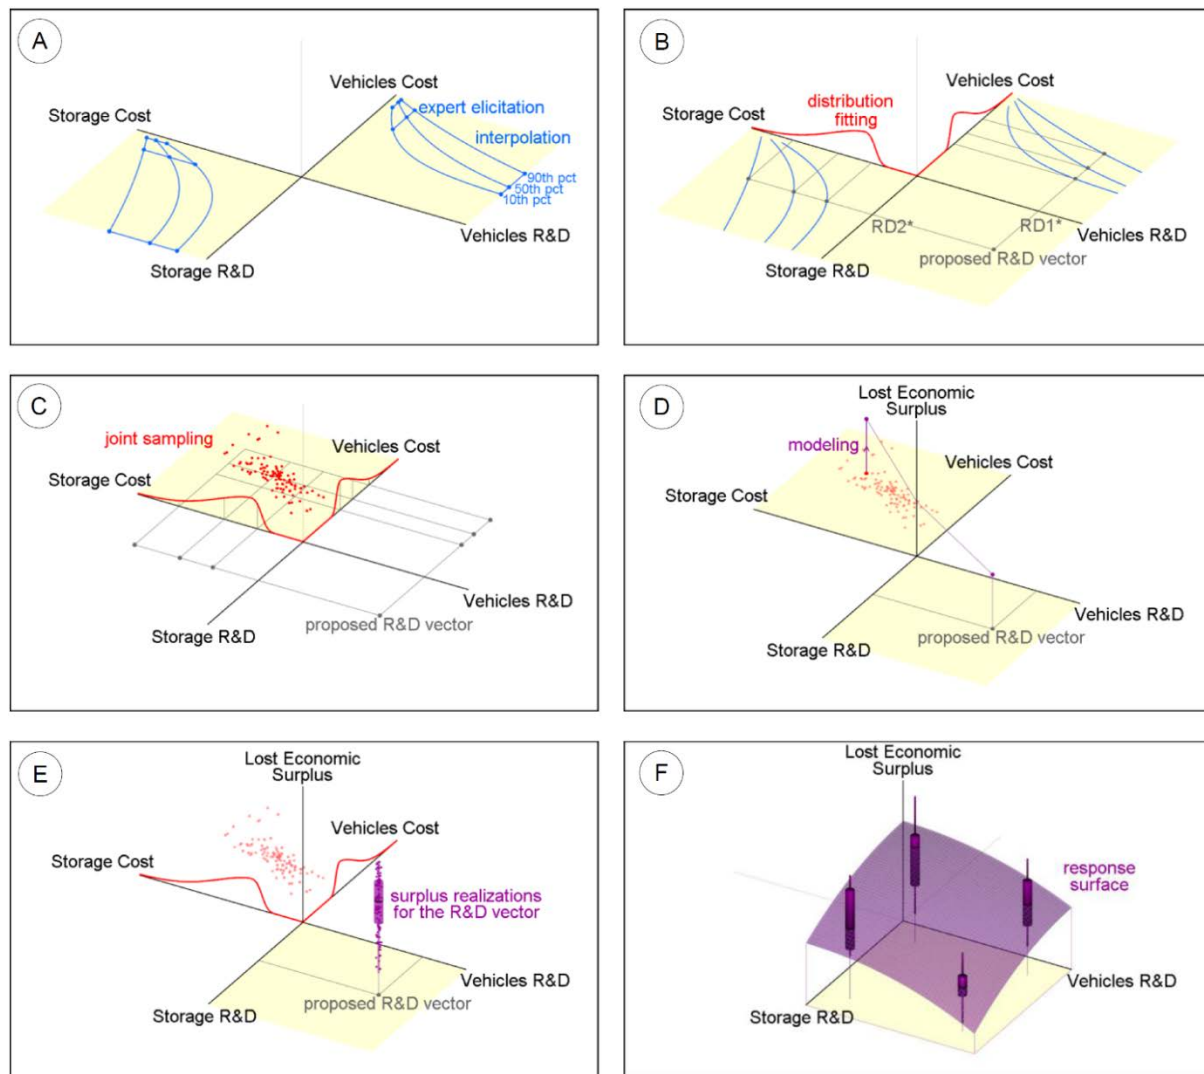 A
Vehicles Cost
Storage Cost
expert elicitation
interpolation
90th pct
50th pct
10th pct
Vehicles R&D
Storage R&D
B
Vehicles Cost
Storage Cost
distribution
fitting
RD2*
RD1*
Vehicles R&D
proposed R&D vector
Storage R&D
C
joint sampling
Vehicles Cost
Storage Cost
Vehicles R&D
proposed R&D vector
Storage R&D
D
Lost Economic
Surplus
modeling
Vehicles Cost
Storage Cost
Vehicles R&D
proposed R&D vector
Storage R&D
E
Lost Economic
Surplus
Vehicles Cost
Storage Cost
surplus realizations
for the R&D vector
Vehicles R&D
proposed R&D vector
Storage R&D
F
Lost Economic
Surplus
response
surface
Vehicles R&D
Storage R&D